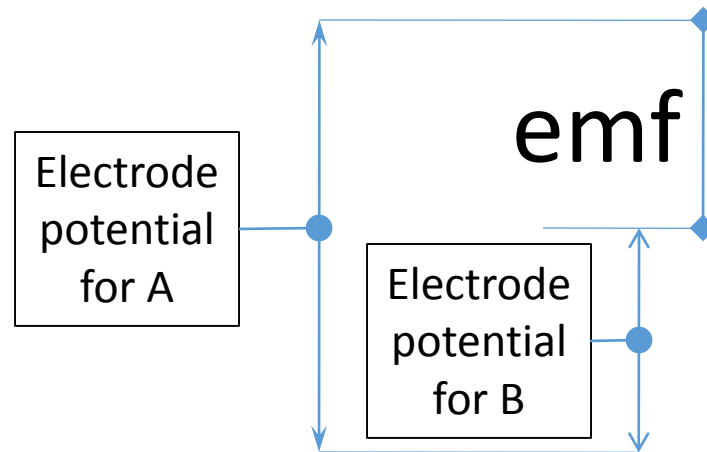 emf
Electrode
potential
for A
Electrode
potential
for B